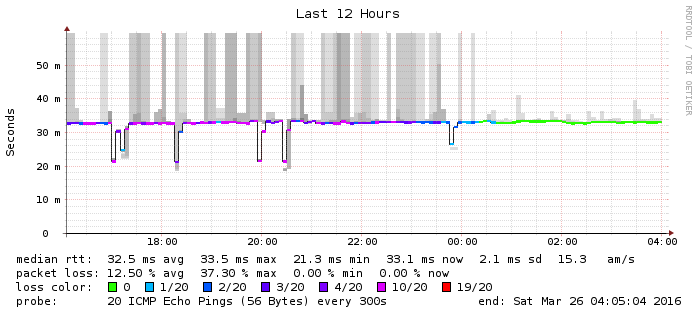 Last 12 Hours
RRDTOOL / TOBI OETIKER
Seconds
50 m
40 m
30 m
20 m
10 m
0
18:00 20:00 22:00 00:00 02:00 04:00
median rtt: 32.5 ms avg 33.5 ms max 21.3 ms min 33.1 ms now 2.1 ms sd 15.3 am/s
packet loss: 12.50 % avg 37.30 % max 0.00 % min 0.00 % now
loss color: 0 1/20 2/20 3/20 4/20 10/20 19/20
probe: 20 ICMP Echo Pings (56 Bytes) every 300s end: Sat Mar 26 04:05:04 2016